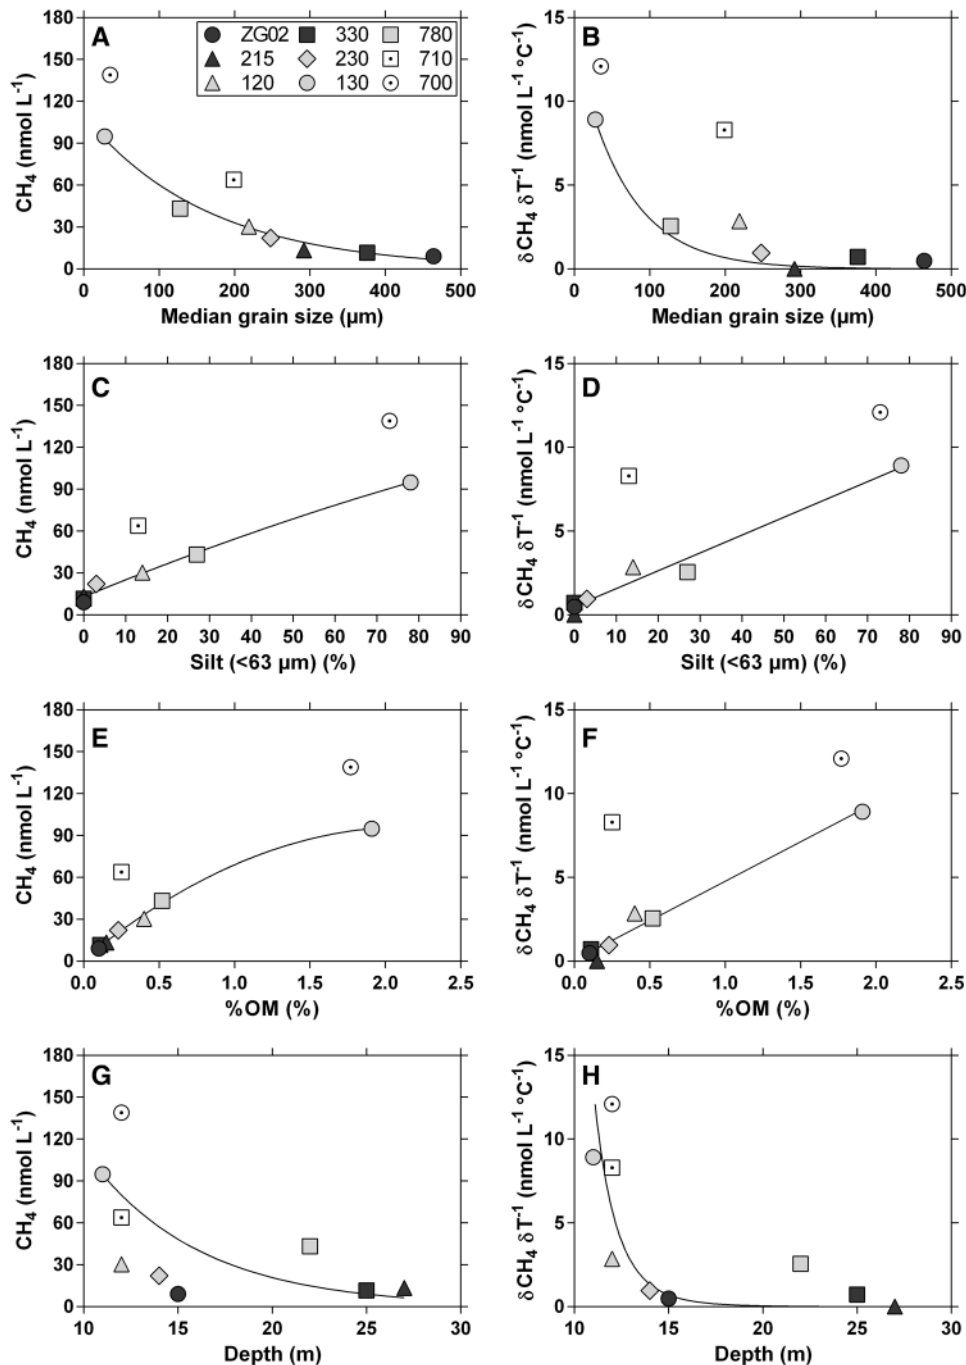 A
B
ZG02 330 780
215 230 710
120 130 700
CH4 (nmol L-1)
180
150
120
90
60
30
0
0 100 200 300 400 500
Median grain size (µm)
δCH4 δT-1 (nmol L-1 °C-1)
15
10
5
0
0 100 200 300 400 500
Median grain size (µm)
C
CH4 (nmol L-1)
180
150
120
90
60
30
0
0 10 20 30 40 50 60 70 80 90
Silt (<63 µm) (%)
D
δCH4 δT-1 (nmol L-1 °C-1)
15
10
5
0
0 10 20 30 40 50 60 70 80 90
Silt (<63 µm) (%)
E
CH4 (nmol L-1)
180
150
120
90
60
30
0
0.0 0.5 1.0 1.5 2.0 2.5
%OM (%)
F
δCH4 δT-1 (nmol L-1 °C-1)
15
10
5
0
0.0 0.5 1.0 1.5 2.0 2.5
%OM (%)
G
CH4 (nmol L-1)
180
150
120
90
60
30
0
10 15 20 25 30
Depth (m)
H
δCH4 δT-1 (nmol L-1 °C-1)
15
10
5
0
10 12 14 16 20 22 24 26 28 30
Depth (m)